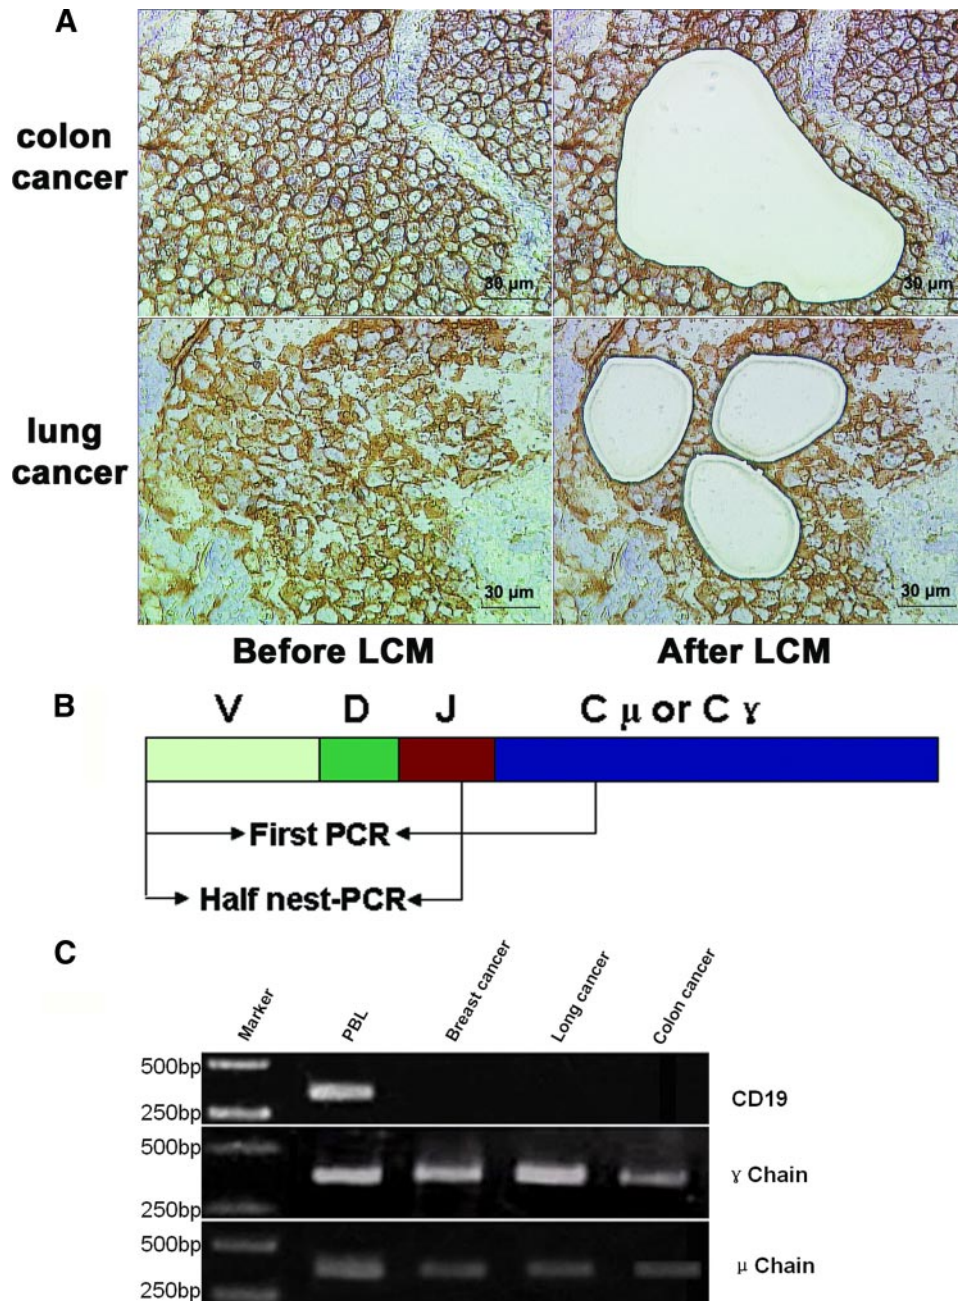 A
colon
cancer
30 µm
30 µm
lung
cancer
30 µm
30 µm
Before LCM
After LCM
B
V D J C µ or C ɣ
First PCR
Half nest-PCR
C
Marker
PBL
Breast cancer
Long cancer
Colon cancer
500bp
250bp
CD19
500bp
250bp
ɣ Chain
500bp
250bp
µ Chain